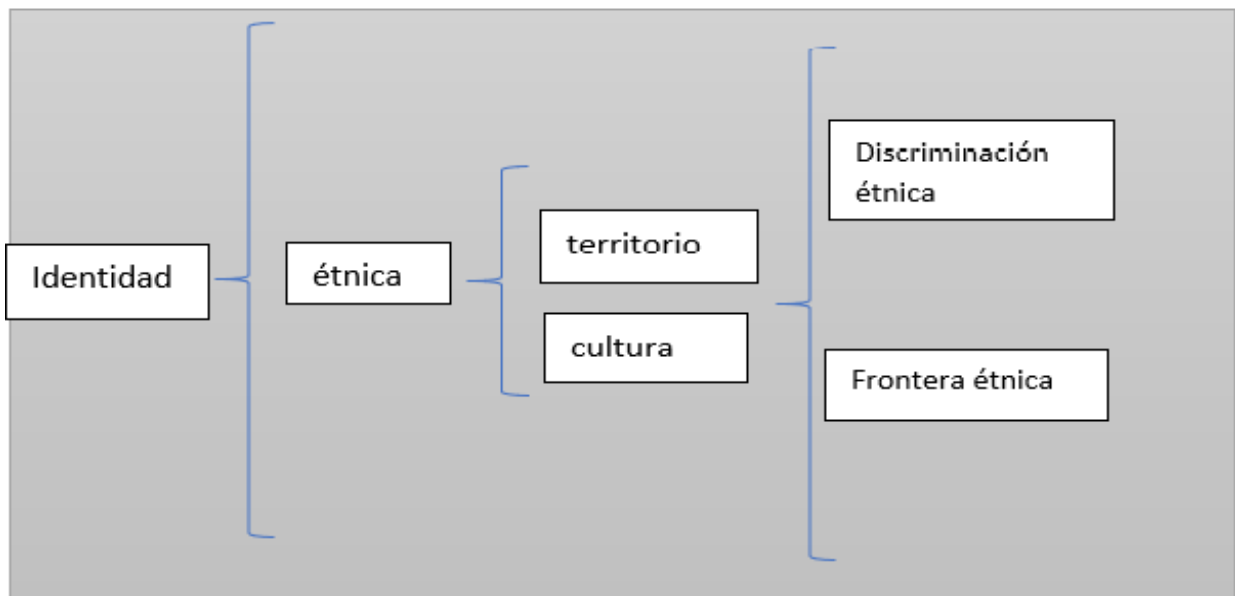 Identidad
étnica
territorio
cultura
Discriminación
étnica
Frontera étnica